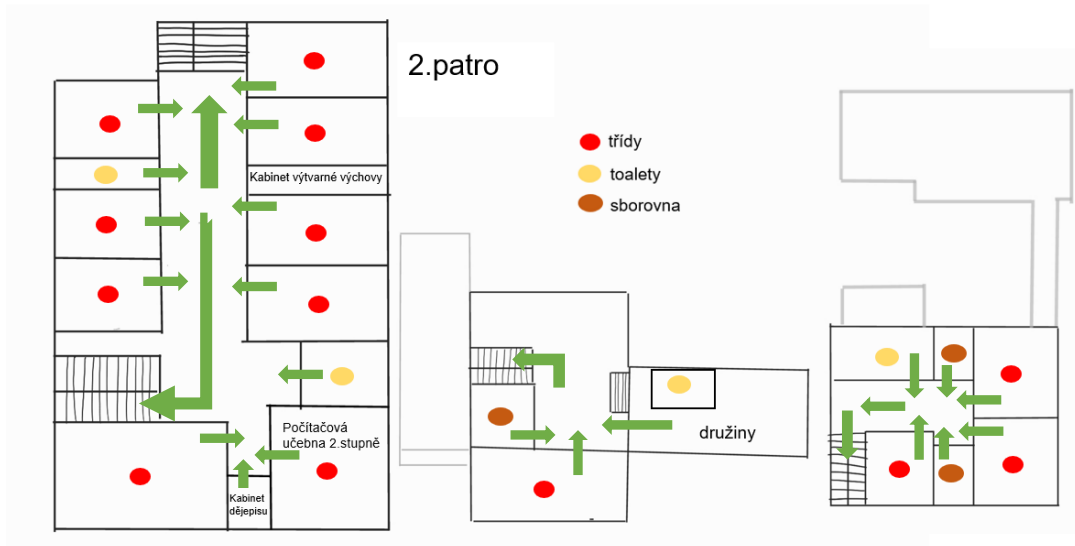 2.patro
třídy
toalety
sborovna
Kabinet výtvarné výchovy
Počítačová
učebna 2.stupně
Kabinet
dějepisu
družiny